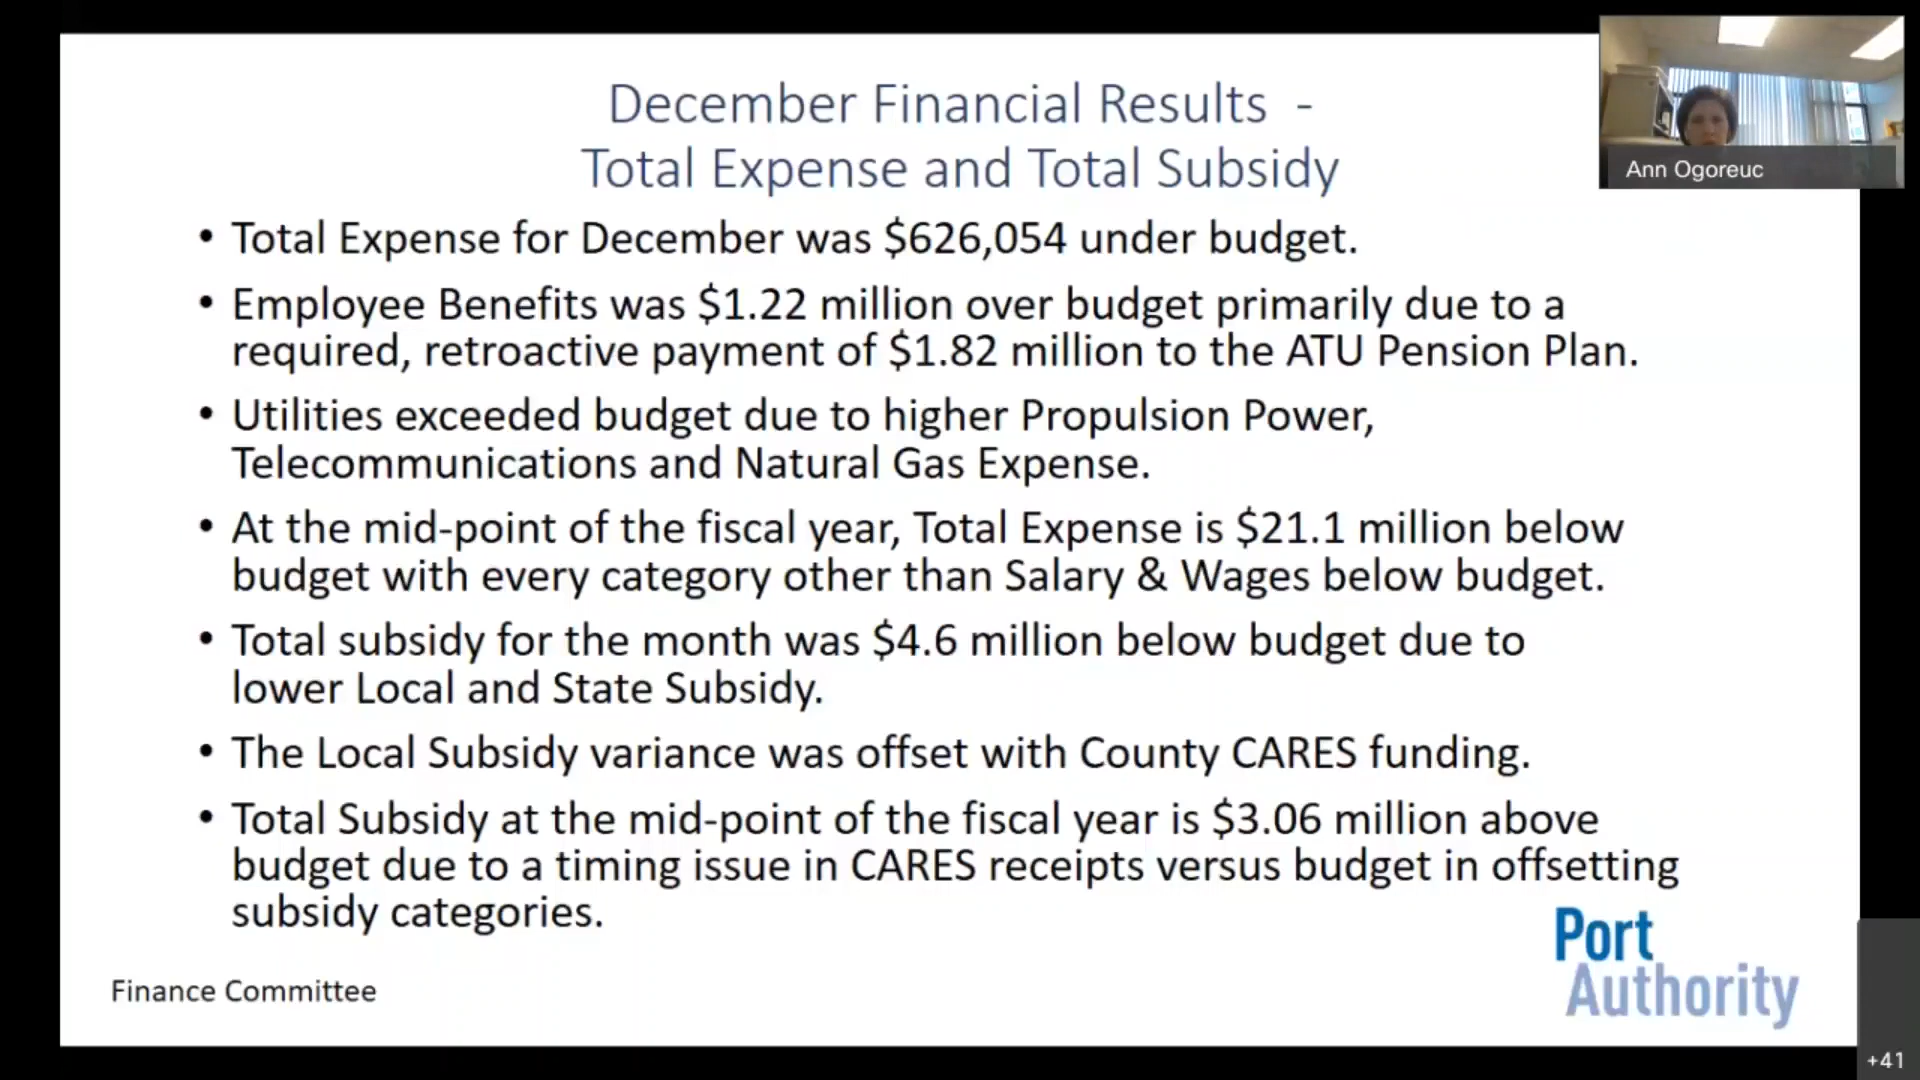 December Financial Results -
Total Expense and Total Subsidy
Ann Ogoreuc
• Total Expense for December was $626,054 under budget.
• Employee Benefits was $1.22 million over budget primarily due to a
required, retroactive payment of $1.82 million to the ATU Pension Plan.
• Utilities exceeded budget due to higher Propulsion Power,
Telecommunications and Natural Gas Expense.
• At the mid-point of the fiscal year, Total Expense is $21.1 million below
budget with every category other than Salary & Wages below budget.
• Total subsidy for the month was $4.6 million below budget due to
lower Local and State Subsidy.
• The Local Subsidy variance was offset with County CARES funding.
• Total Subsidy at the mid-point of the fiscal year is $3.06 million above
budget due to a timing issue in CARES receipts versus budget in offsetting
subsidy categories.
Port
Authority
Finance Committee
+41